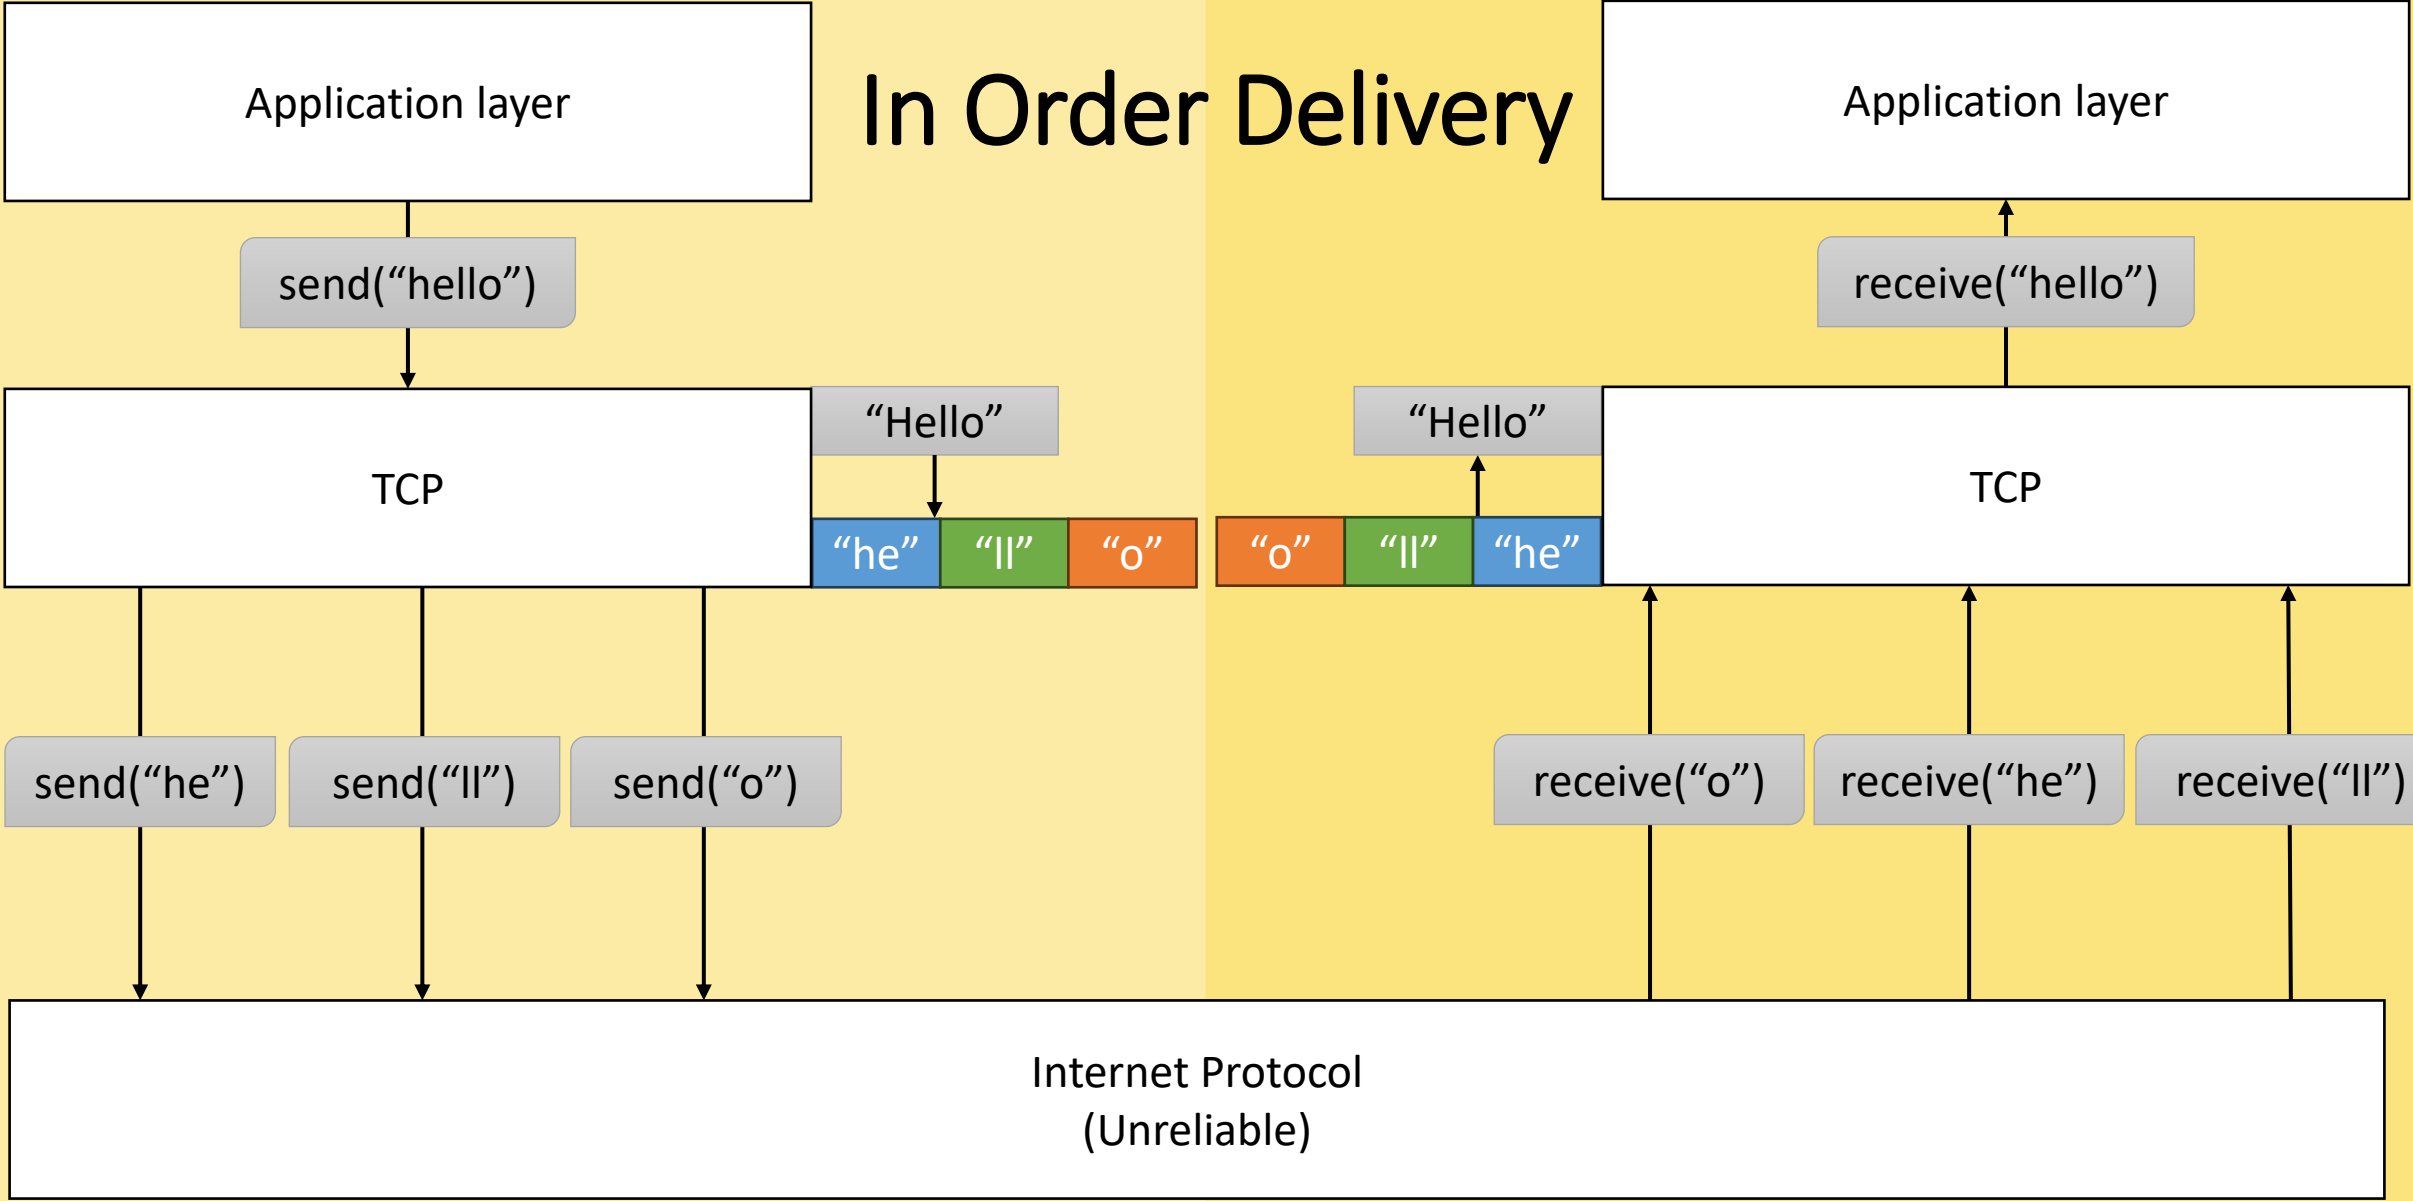 Application layer
In Order Delivery
Application layer
send(“hello”)
receive(“hello”)
TCP
“Hello”
“he” “ll” “o”
“Hello”
“o” “ll” “he”
TCP
send(“he”)
send(“ll”)
send(“o”)
receive(“o”)
receive(“he”)
receive(“ll”)
Internet Protocol
(Unreliable)